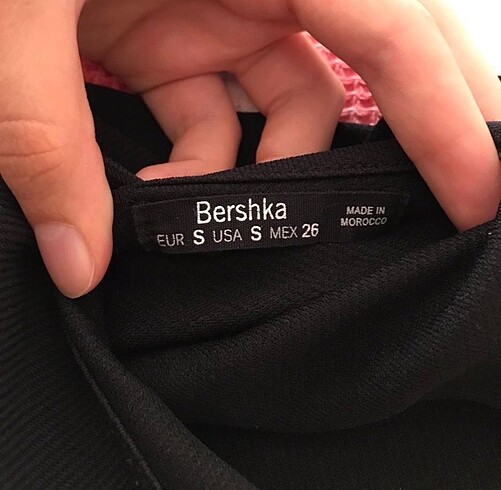 Bershka
EUR S USA S MEX 26
MADE IN
MOROCCO